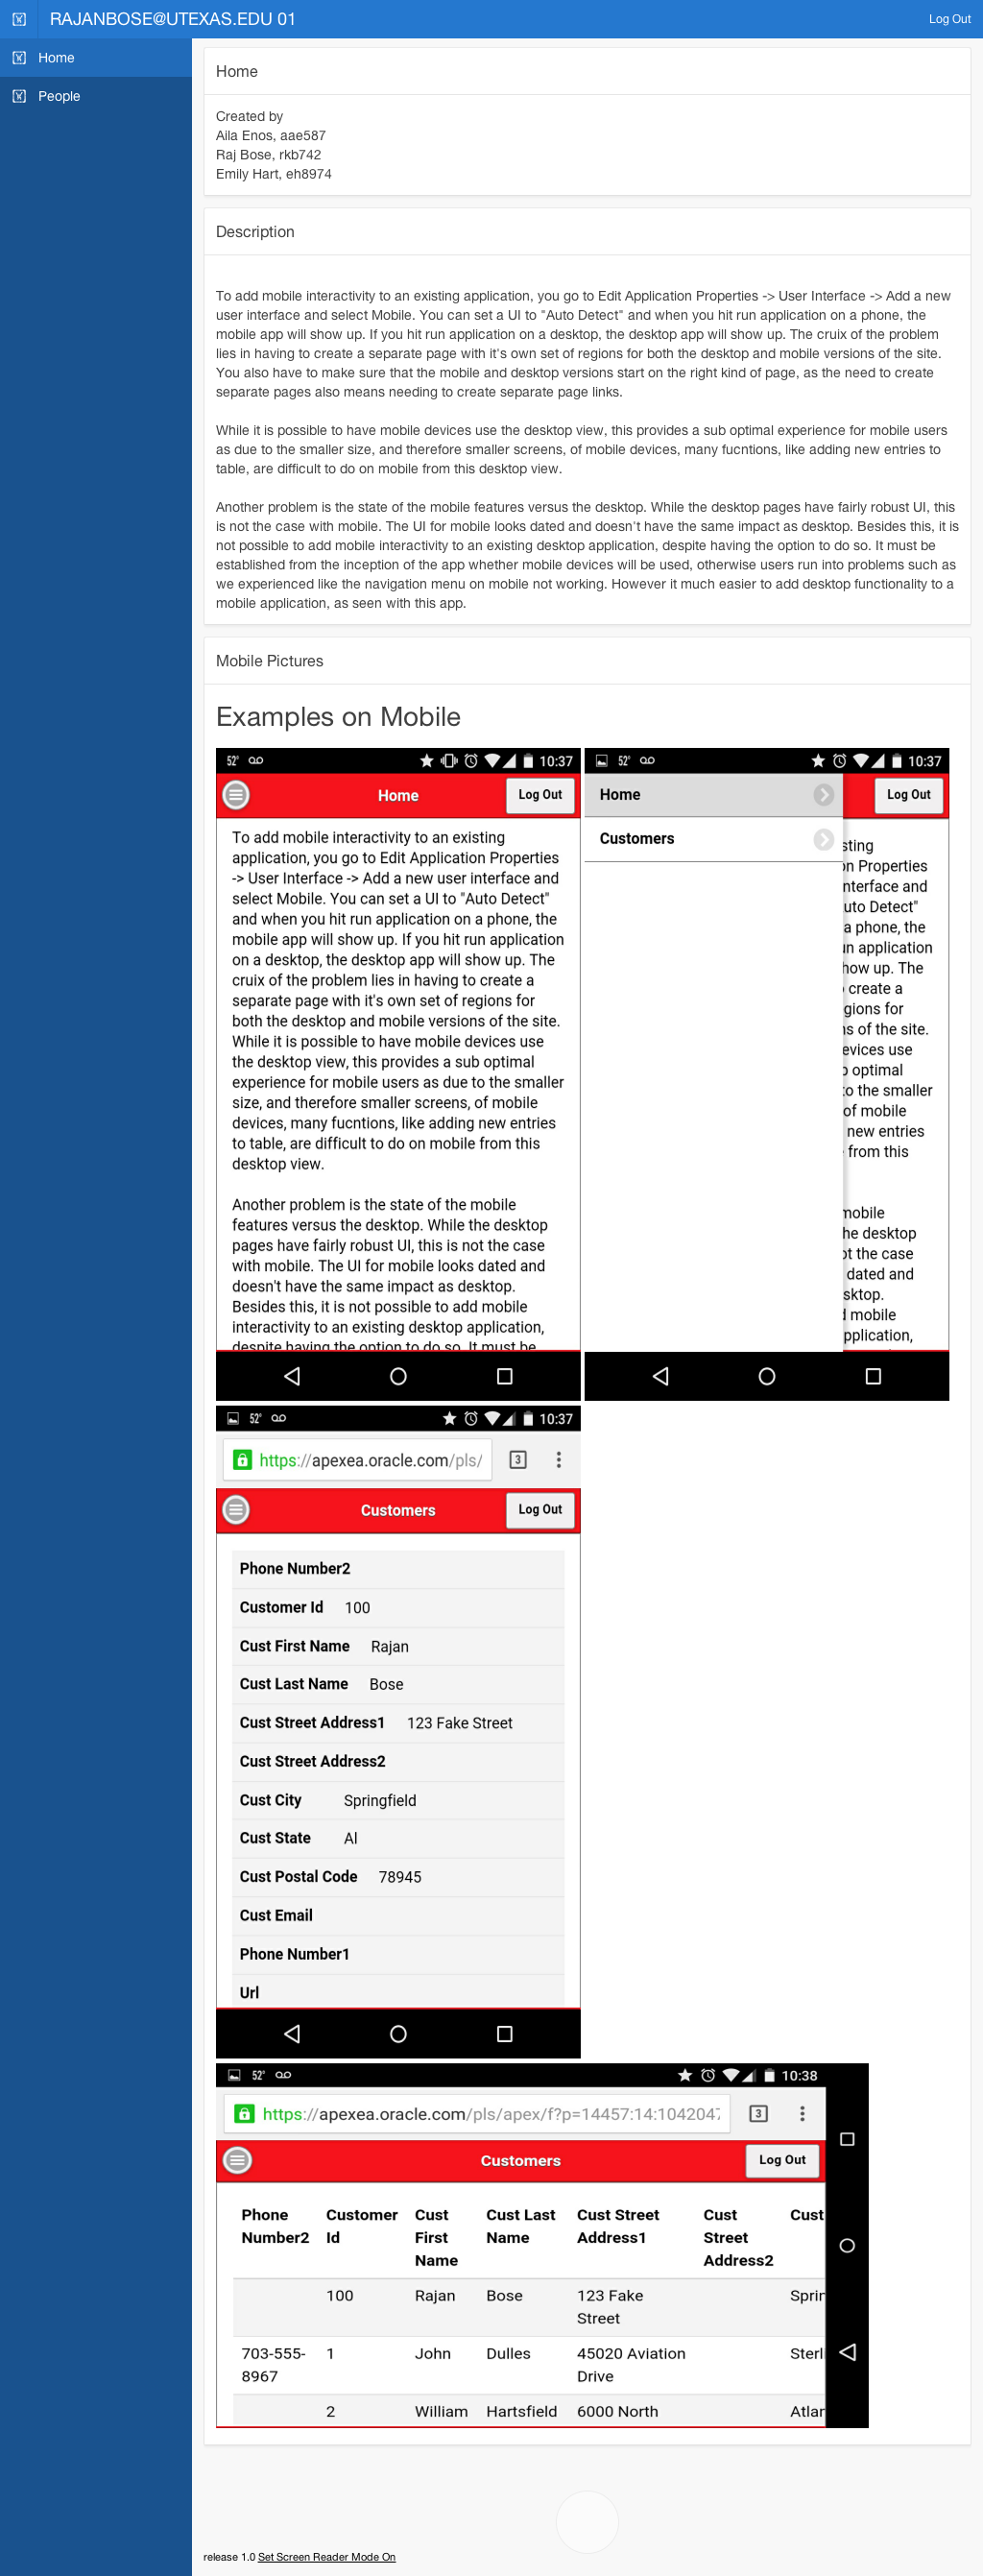 RAJANBOSE@UTEXAS.EDU 01
Log Out
Home
People
Home
Created by
Aila Enos, aae587
Raj Bose, rkb742
Emily Hart, eh8974
Description
To add mobile interactivity to an existing application, you go to Edit Application Properties -> User Interface -> Add a new
user interface and select Mobile. You can set a UI to "Auto Detect" and when you hit run application on a phone, the
mobile app will show up. If you hit run application on a desktop, the desktop app will show up. The cruix of the problem
lies in having to create a separate page with it's own set of regions for both the desktop and mobile versions of the site.
You also have to make sure that the mobile and desktop versions start on the right kind of page, as the need to create
separate pages also means needing to create separate page links.
While it is possible to have mobile devices use the desktop view, this provides a sub optimal experience for mobile users
as due to the smaller size, and therefore smaller screens, of mobile devices, many fucntions, like adding new entries to
table, are difficult to do on mobile from this desktop view.
Another problem is the state of the mobile features versus the desktop. While the desktop pages have fairly robust UI, this
is not the case with mobile. The UI for mobile looks dated and doesn't have the same impact as desktop. Besides this, it is
not possible to add mobile interactivity to an existing desktop application, despite having the option to do so. It must be
established from the inception of the app whether mobile devices will be used, otherwise users run into problems such as
we experienced like the navigation menu on mobile not working. However it much easier to add desktop functionality to a
mobile application, as seen with this app.
Mobile Pictures
Examples on Mobile
52° 10:37
Home
Log Out
To add mobile interactivity to an existing
application, you go to Edit Application Properties
-> User Interface -> Add a new user interface and
select Mobile. You can set a UI to "Auto Detect"
and when you hit run application on a phone, the
mobile app will show up. If you hit run application
on a desktop, the desktop app will show up. The
cruix of the problem lies in having to create a
separate page with it's own set of regions for
both the desktop and mobile versions of the site.
While it is possible to have mobile devices use
the desktop view, this provides a sub optimal
experience for mobile users as due to the smaller
size, and therefore smaller screens, of mobile
devices, many fucntions, like adding new entries
to table, are difficult to do on mobile from this
desktop view.
Another problem is the state of the mobile
features versus the desktop. While the desktop
pages have fairly robust UI, this is not the case
with mobile. The UI for mobile looks dated and
doesn't have the same impact as desktop.
Besides this, it is not possible to add mobile
interactivity to an existing desktop application,
despite having the option to do so. It must be
52° 10:37
Home
Log Out
Customers
sting
on Properties
nterface and
uto Detect"
a phone, the
un application
how up. The
create a
gions for
ns of the site.
evices use
o optimal
to the smaller
of mobile
new entries
from this
mobile
he desktop
ot the case
dated and
sktop.
d mobile
pplication,
52° 10:37
https://apexea.oracle.com/pls/
3
Customers
Log Out
Phone Number2
Customer Id 100
Cust First Name Rajan
Cust Last Name Bose
Cust Street Address1 123 Fake Street
Cust Street Address2
Cust City Springfield
Cust State Al
Cust Postal Code 78945
Cust Email
Phone Number1
Url
52° 10:38
https://apexea.oracle.com/pls/apex/f?p=14457:14:1042047
3
Customers
Log Out
Phone Customer Cust Cust Last Cust Street Cust Cust
Number2 Id First Name Address1 Street
Name Address2
100 Rajan Bose 123 Fake Sprin
Street
703-555- 1 John Dulles 45020 Aviation Sterl
8967 Drive
2 William Hartsfield 6000 North Atlan
release 1.0 Set Screen Reader Mode On